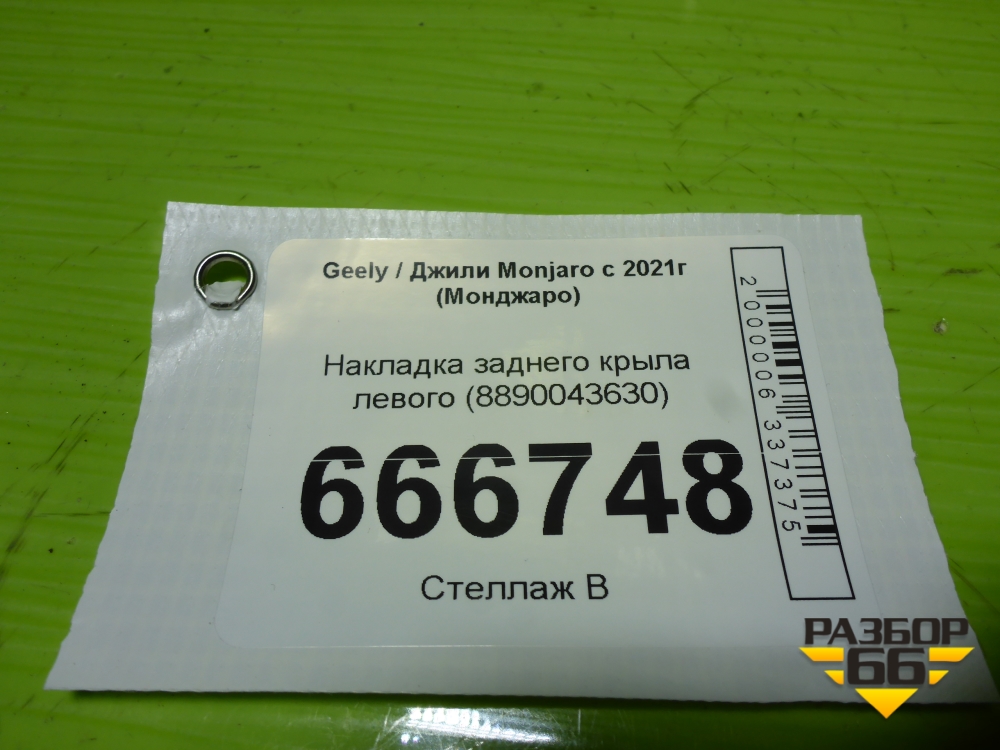 Geely / Джили Monjaro с 2021г
(Монджаро)
Накладка заднего крыла
левого (8890043630)
666748
Стеллаж В
2000006337375
РАЗБОР
66